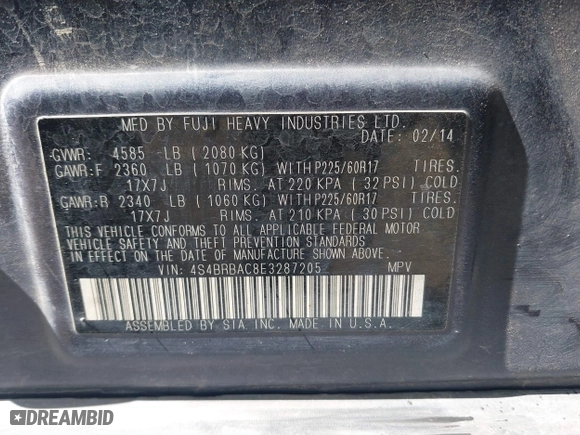 MFD BY FUJI HEAVY INDUSTRIES LTD.
DATE: 02/14
GVWR: 4585 LB ( 2080 KG)
GAWR:F 2360 LB ( 1070 KG) WITH P225/60R17 TIRES.
17X7J RIMS. AT 220 KPA ( 32 PSI) COLD
GAWR:R 2340 LB ( 1060 KG) WITH P225/60R17 TIRES.
17X7J RIMS. AT 210 KPA ( 30 PSI) COLD
THIS VEHICLE CONFORMS TO ALL APPLICABLE FEDERAL MOTOR
VEHICLE SAFETY AND THEFT PREVENTION STANDARDS
IN EFFECT ON THE DATE OF MANUFACTURE SHOWN ABOVE.
VIN: 4S4BRBAC8E3287205 MPV
ASSEMBLED BY SIA INC. MADE IN U.S.A.
DREAMBID